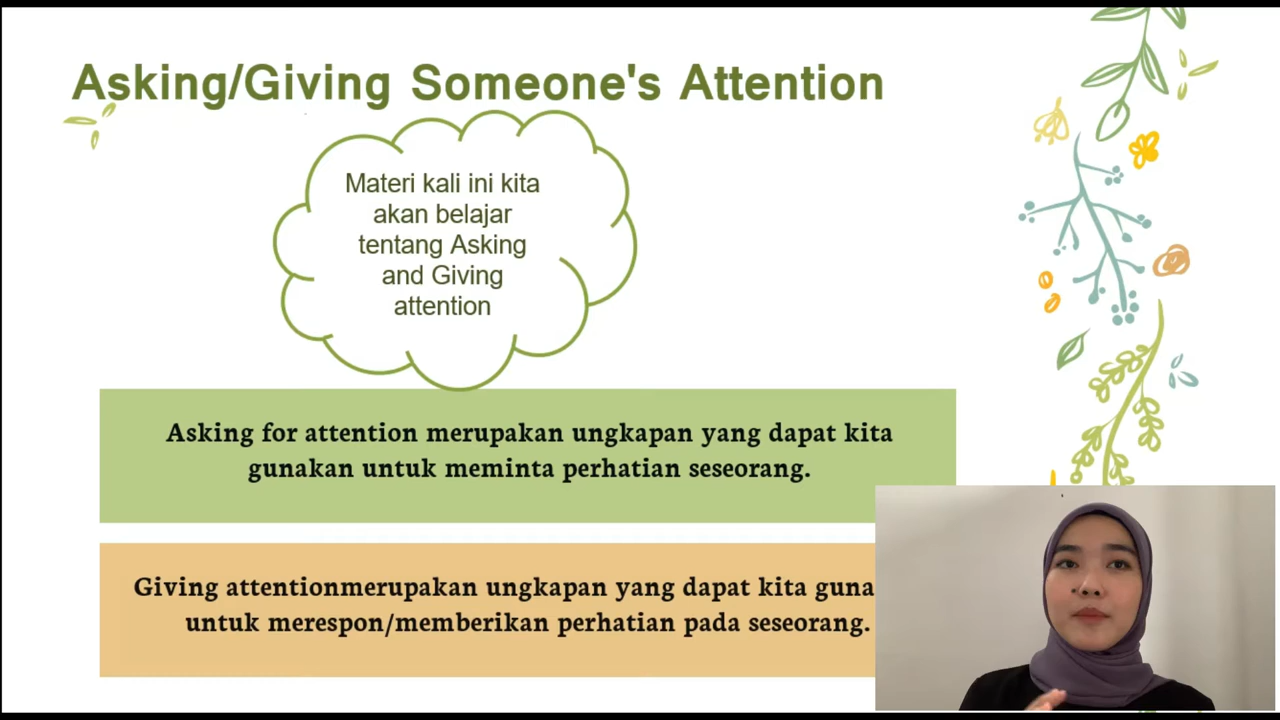 Asking/Giving Someone's Attention
Materi kali ini kita
akan belajar
tentang Asking
and Giving
attention
Asking for attention merupakan ungkapan yang dapat kita
gunakan untuk meminta perhatian seseorang.
Giving attentionmerupakan ungkapan yang dapat kita
untuk merespon/memberikan perhatian pada seseorang.